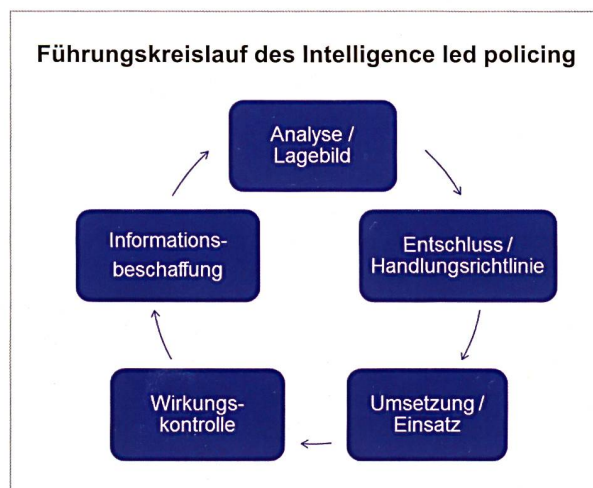 Führungskreislauf des Intelligence led policing
Analyse /
Lagebild
Entschluss /
Handlungsrichtlinie
Umsetzung /
Einsatz
Wirkungs-
kontrolle
Informations-
beschaffung